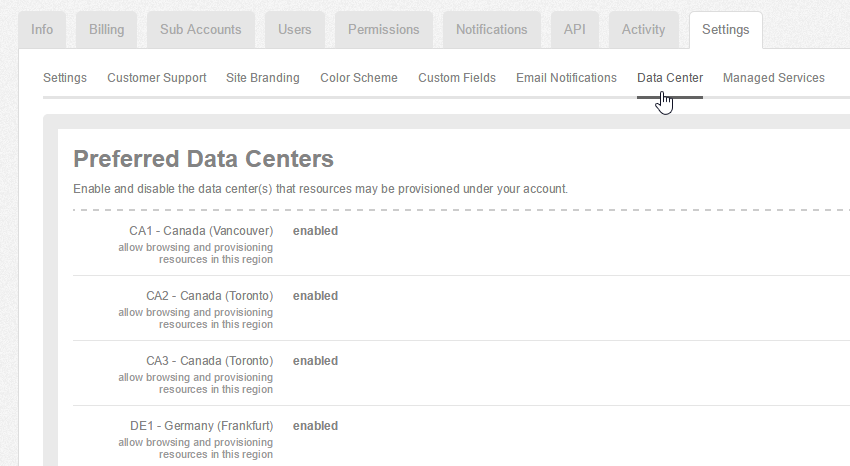 Info Billing Sub Accounts Users Permissions Notifications API Activity Settings
Settings Customer Support Site Branding Color Scheme Custom Fields Email Notifications Data Center Managed Services
Preferred Data Centers
Enable and disable the data center(s) that resources may be provisioned under your account.
CA1 - Canada (Vancouver) enabled
allow browsing and provisioning
resources in this region
CA2 - Canada (Toronto) enabled
allow browsing and provisioning
resources in this region
CA3 - Canada (Toronto) enabled
allow browsing and provisioning
resources in this region
DE1 - Germany (Frankfurt) enabled
allow browsing and provisioning
resources in this region